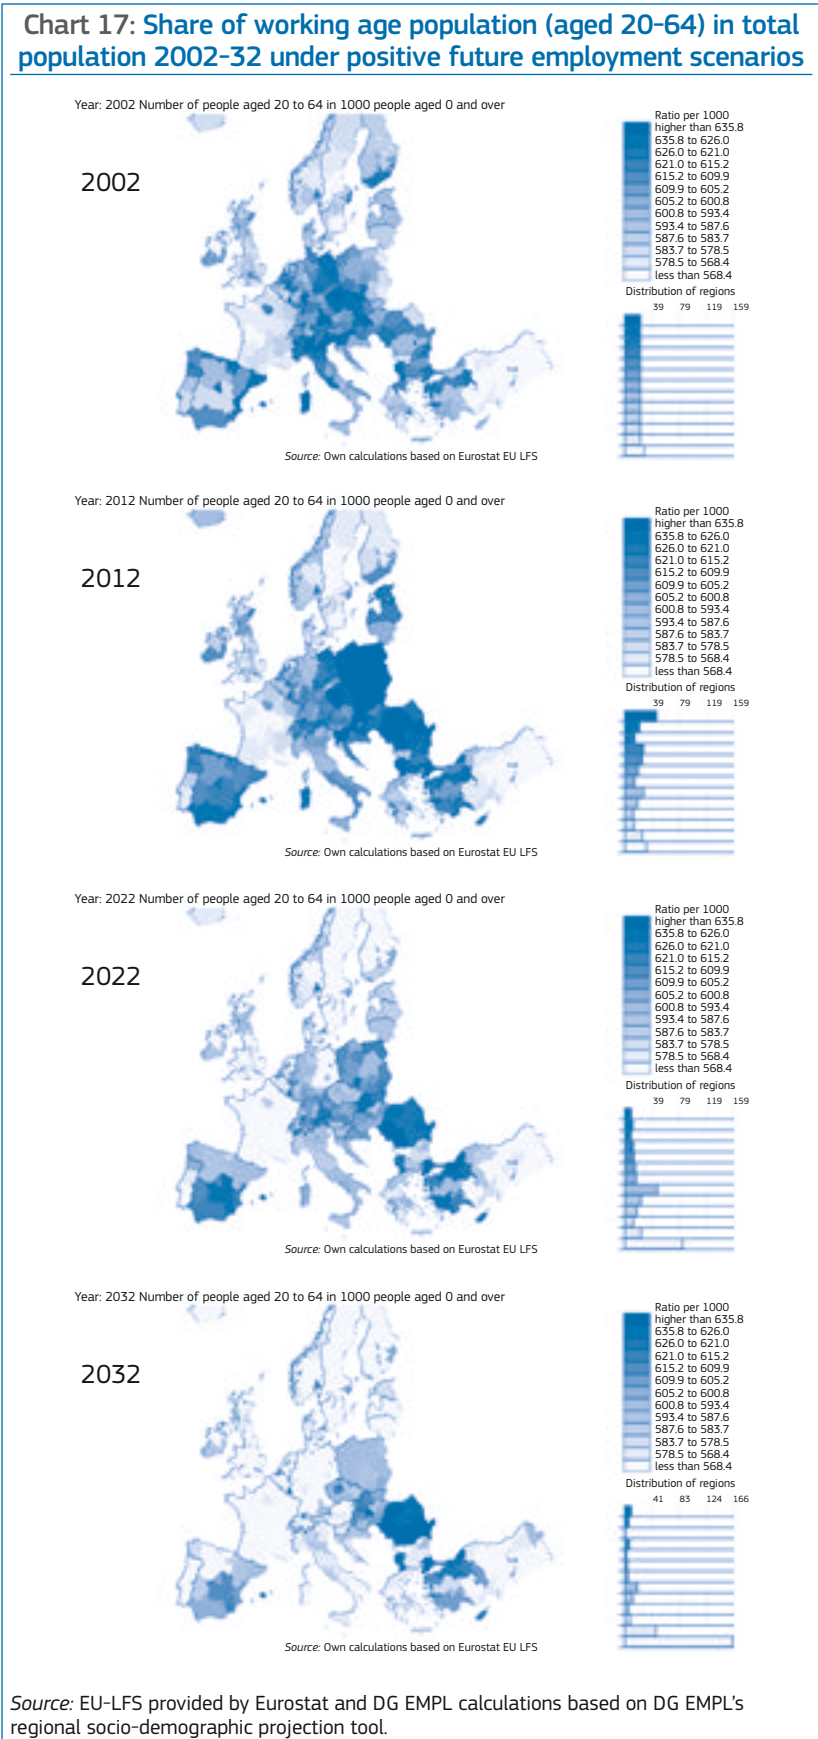 Chart 17: Share of working age population (aged 20-64) in total
population 2002-32 under positive future employment scenarios
Year: 2002 Number of people aged 20 to 64 in 1000 people aged 0 and over
2002
Ratio per 1000
higher than 635.8
635.8 to 626.0
626.0 to 621.0
621.0 to 615.2
615.2 to 609.9
609.9 to 605.2
605.2 to 600.8
600.8 to 593.4
593.4 to 587.6
587.6 to 583.7
583.7 to 578.5
578.5 to 568.4
less than 568.4
Distribution of regions
39 79 119 159
Source: Own calculations based on Eurostat EU LFS
Year: 2012 Number of people aged 20 to 64 in 1000 people aged 0 and over
2012
Ratio per 1000
higher than 635.8
635.8 to 626.0
626.0 to 621.0
621.0 to 615.2
615.2 to 609.9
609.9 to 605.2
605.2 to 600.8
600.8 to 593.4
593.4 to 587.6
587.6 to 583.7
583.7 to 578.5
578.5 to 568.4
less than 568.4
Distribution of regions
39 79 119 159
Source: Own calculations based on Eurostat EU LFS
Year: 2022 Number of people aged 20 to 64 in 1000 people aged 0 and over
2022
Ratio per 1000
higher than 635.8
635.8 to 626.0
626.0 to 621.0
621.0 to 615.2
615.2 to 609.9
609.9 to 605.2
605.2 to 600.8
600.8 to 593.4
593.4 to 587.6
587.6 to 583.7
583.7 to 578.5
578.5 to 568.4
less than 568.4
Distribution of regions
39 79 119 159
Source: Own calculations based on Eurostat EU LFS
Year: 2032 Number of people aged 20 to 64 in 1000 people aged 0 and over
2032
Ratio per 1000
higher than 635.8
635.8 to 626.0
626.0 to 621.0
621.0 to 615.2
615.2 to 609.9
609.9 to 605.2
605.2 to 600.8
600.8 to 593.4
593.4 to 587.6
587.6 to 583.7
583.7 to 578.5
578.5 to 568.4
less than 568.4
Distribution of regions
41 83 124 166
Source: Own calculations based on Eurostat EU LFS
Source: EU-LFS provided by Eurostat and DG EMPL calculations based on DG EMPL's
regional socio-demographic projection tool.